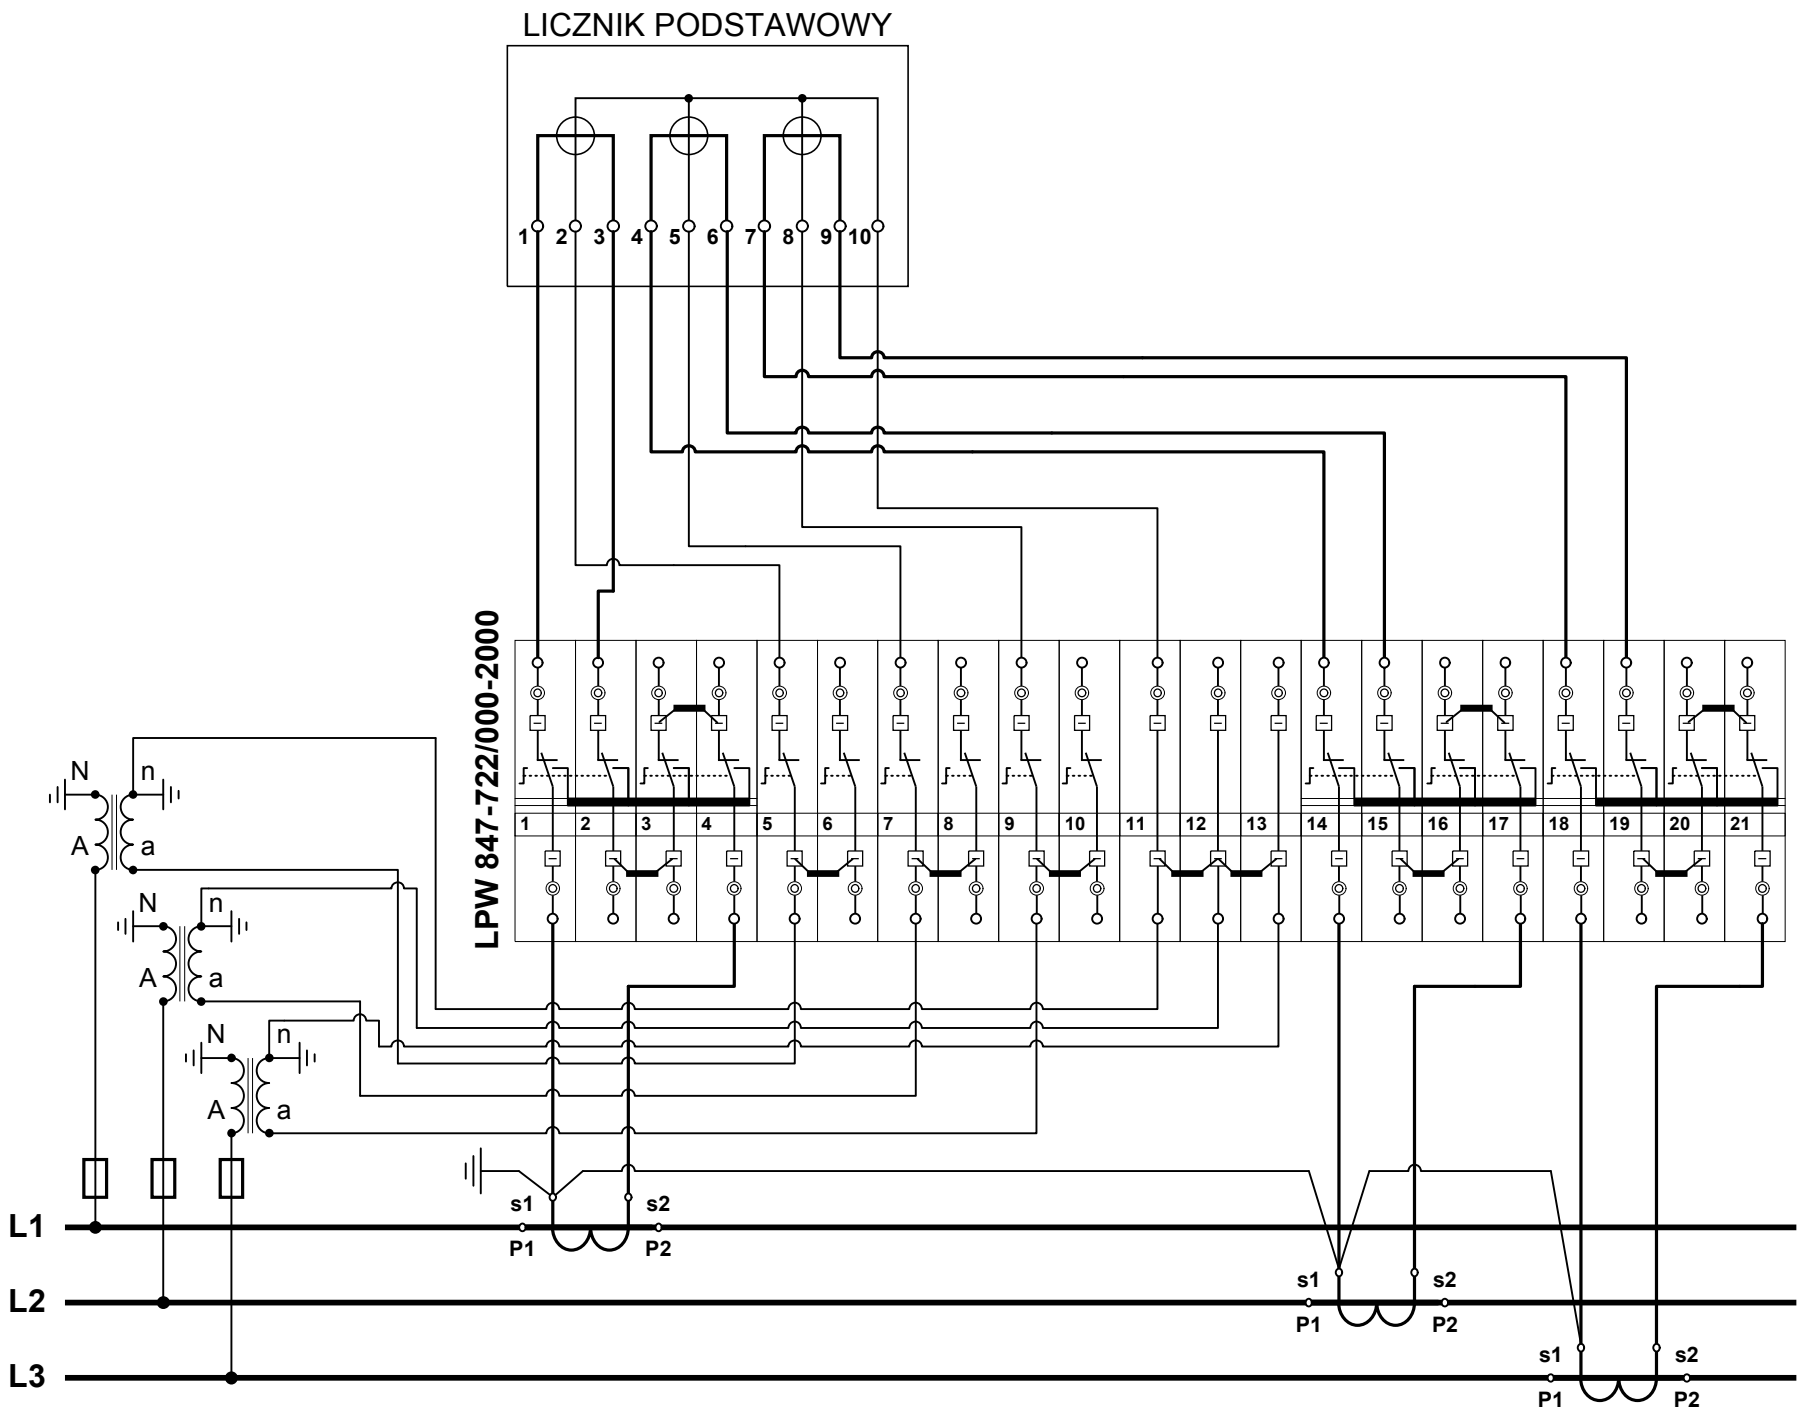 LICZNIK PODSTAWOWY
1 2 3 4 5 6 7 8 9 10
LPW 847-722/000-2000
1 2 3 4 5 6 7 8 9 10 11 12 13 14 15 16 17 18 19 20 21
N n
A a
N n
A a
N n
A a
s1 s2
L1
P1 P2
s1 s2
L2
P1 P2
s1 s2
L3
P1 P2